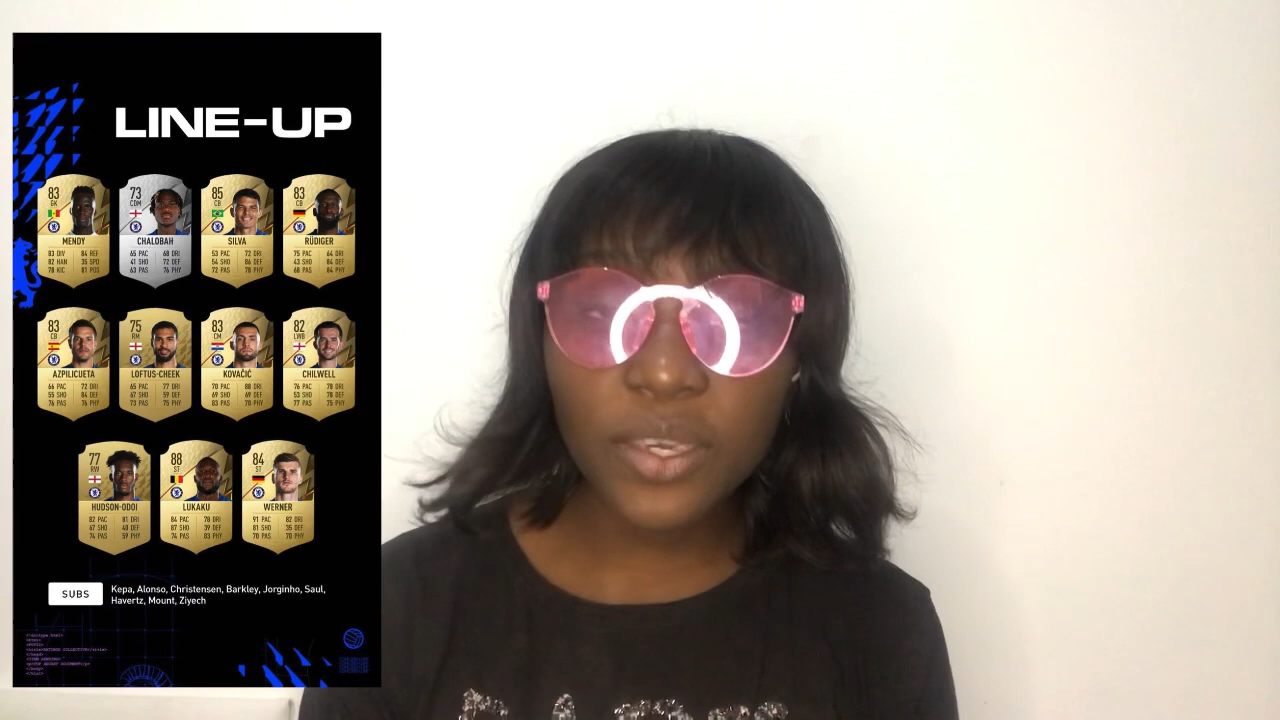 LINE-UP
83 GK MENDY
83 DIV 84 REF
82 HAN 35 SPD
78 KIC 81 POS
73 CDM CHALOBAH
65 PAC 68 DRI
41 SHO 72 DEF
63 PAS 76 PHY
85 CB SILVA
53 PAC 72 DRI
54 SHO 86 DEF
72 PAS 78 PHY
83 CB RÜDIGER
75 PAC 64 DRI
43 SHO 84 DEF
68 PAS 84 PHY
83 CB AZPILICUETA
66 PAC 72 DRI
55 SHO 84 DEF
76 PAS 76 PHY
75 RM LOFTUS-CHEEK
65 PAC 77 DRI
67 SHO 59 DEF
73 PAS 75 PHY
83 CM KOVAČIĆ
70 PAC 88 DRI
69 SHO 69 DEF
83 PAS 70 PHY
82 LWB CHILWELL
76 PAC 78 DRI
53 SHO 78 DEF
77 PAS 75 PHY
77 RW HUDSON-ODOI
82 PAC 81 DRI
67 SHO 40 DEF
74 PAS 59 PHY
88 ST LUKAKU
84 PAC 78 DRI
87 SHO 39 DEF
74 PAS 83 PHY
84 ST WERNER
91 PAC 82 DRI
81 SHO 35 DEF
70 PAS 70 PHY
SUBS
Kepa, Alonso, Christensen, Barkley, Jorginho, Saul,
Havertz, Mount, Ziyech